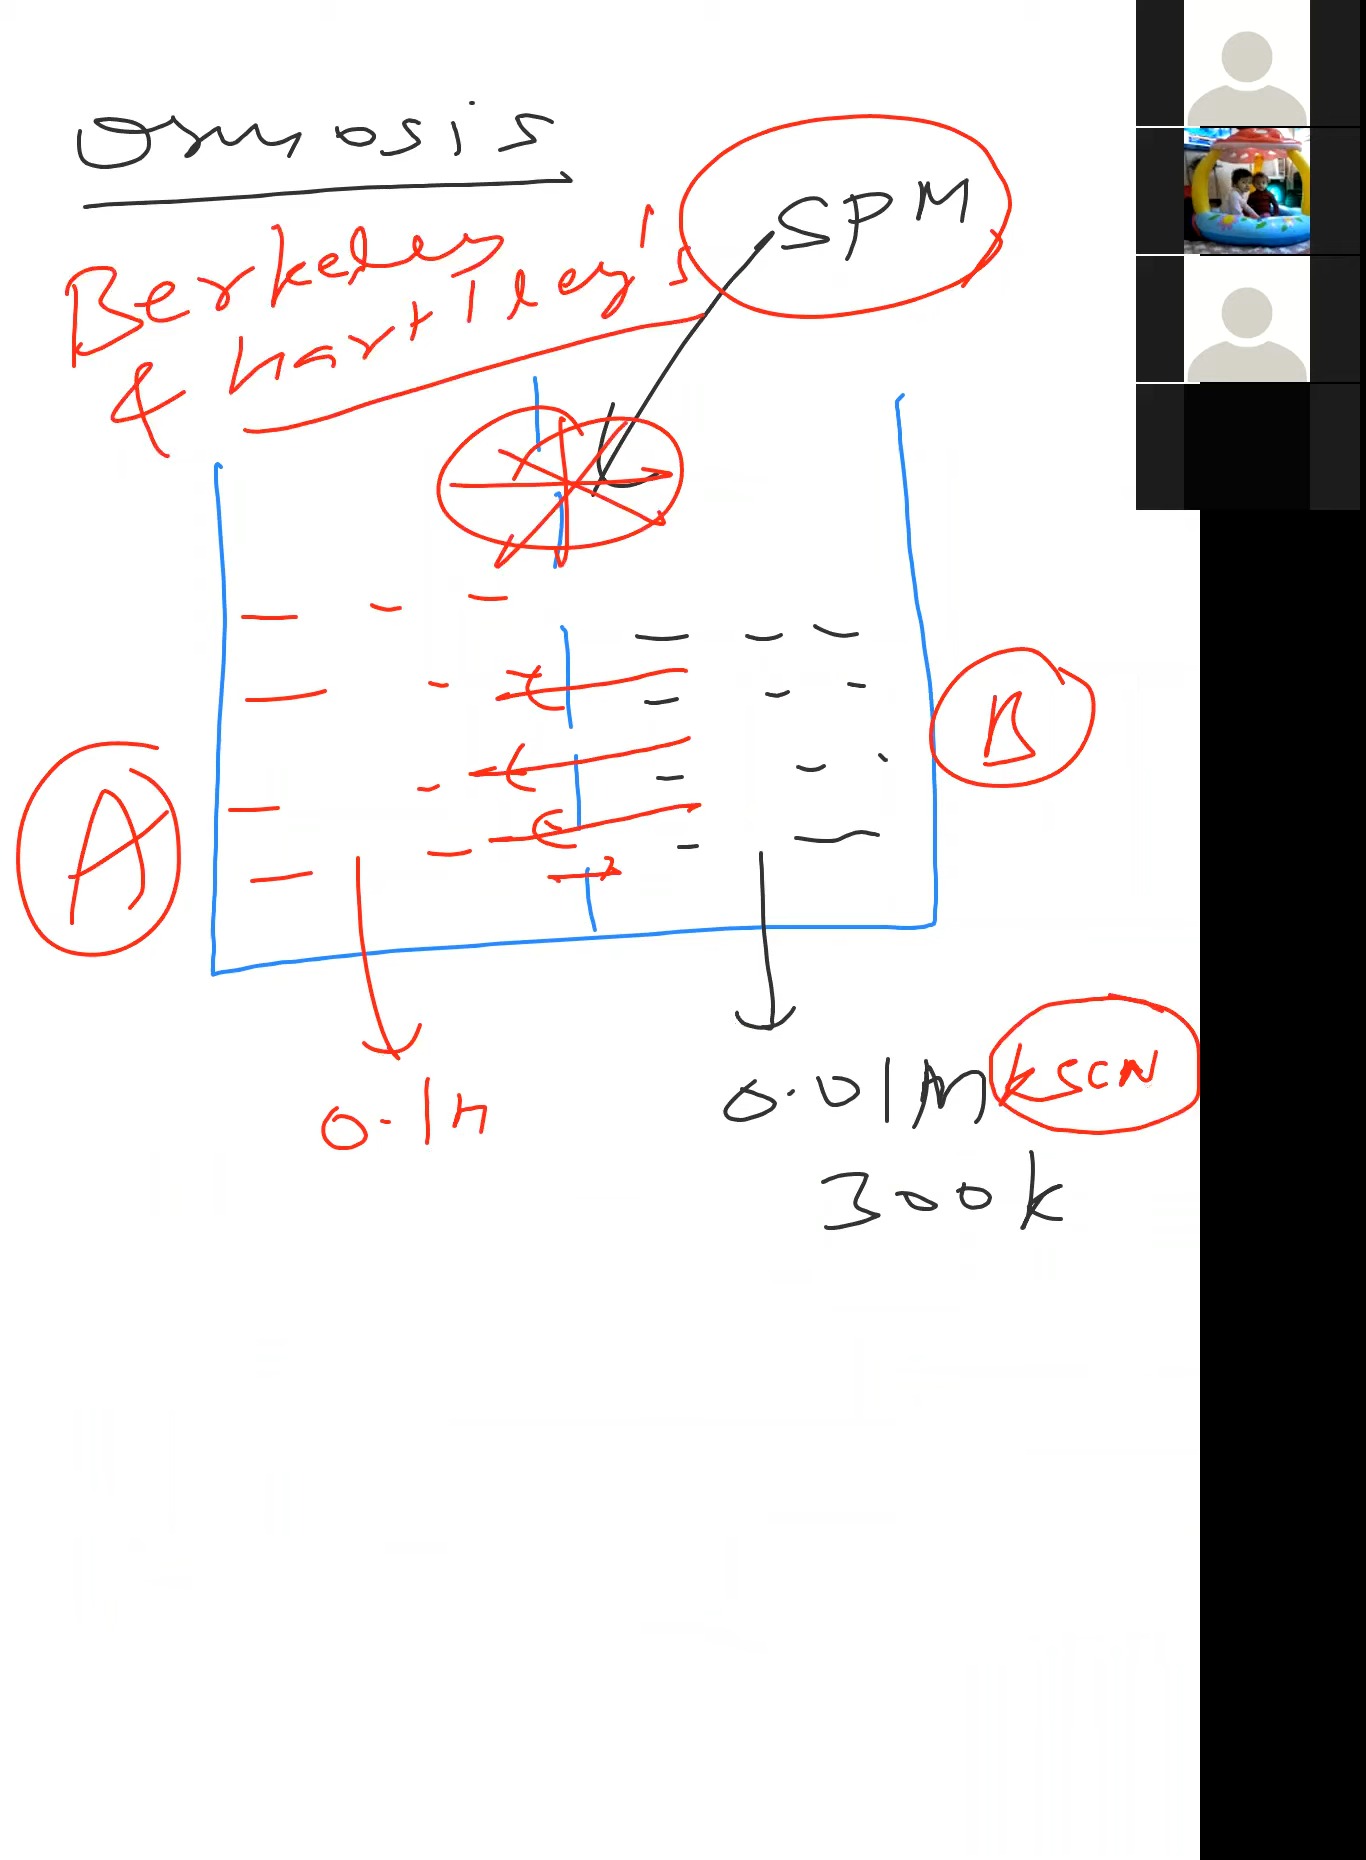 Osmosis
SPM
Berkeley
& hartley's
A
B
0.1M
0.01M KSCN
300K